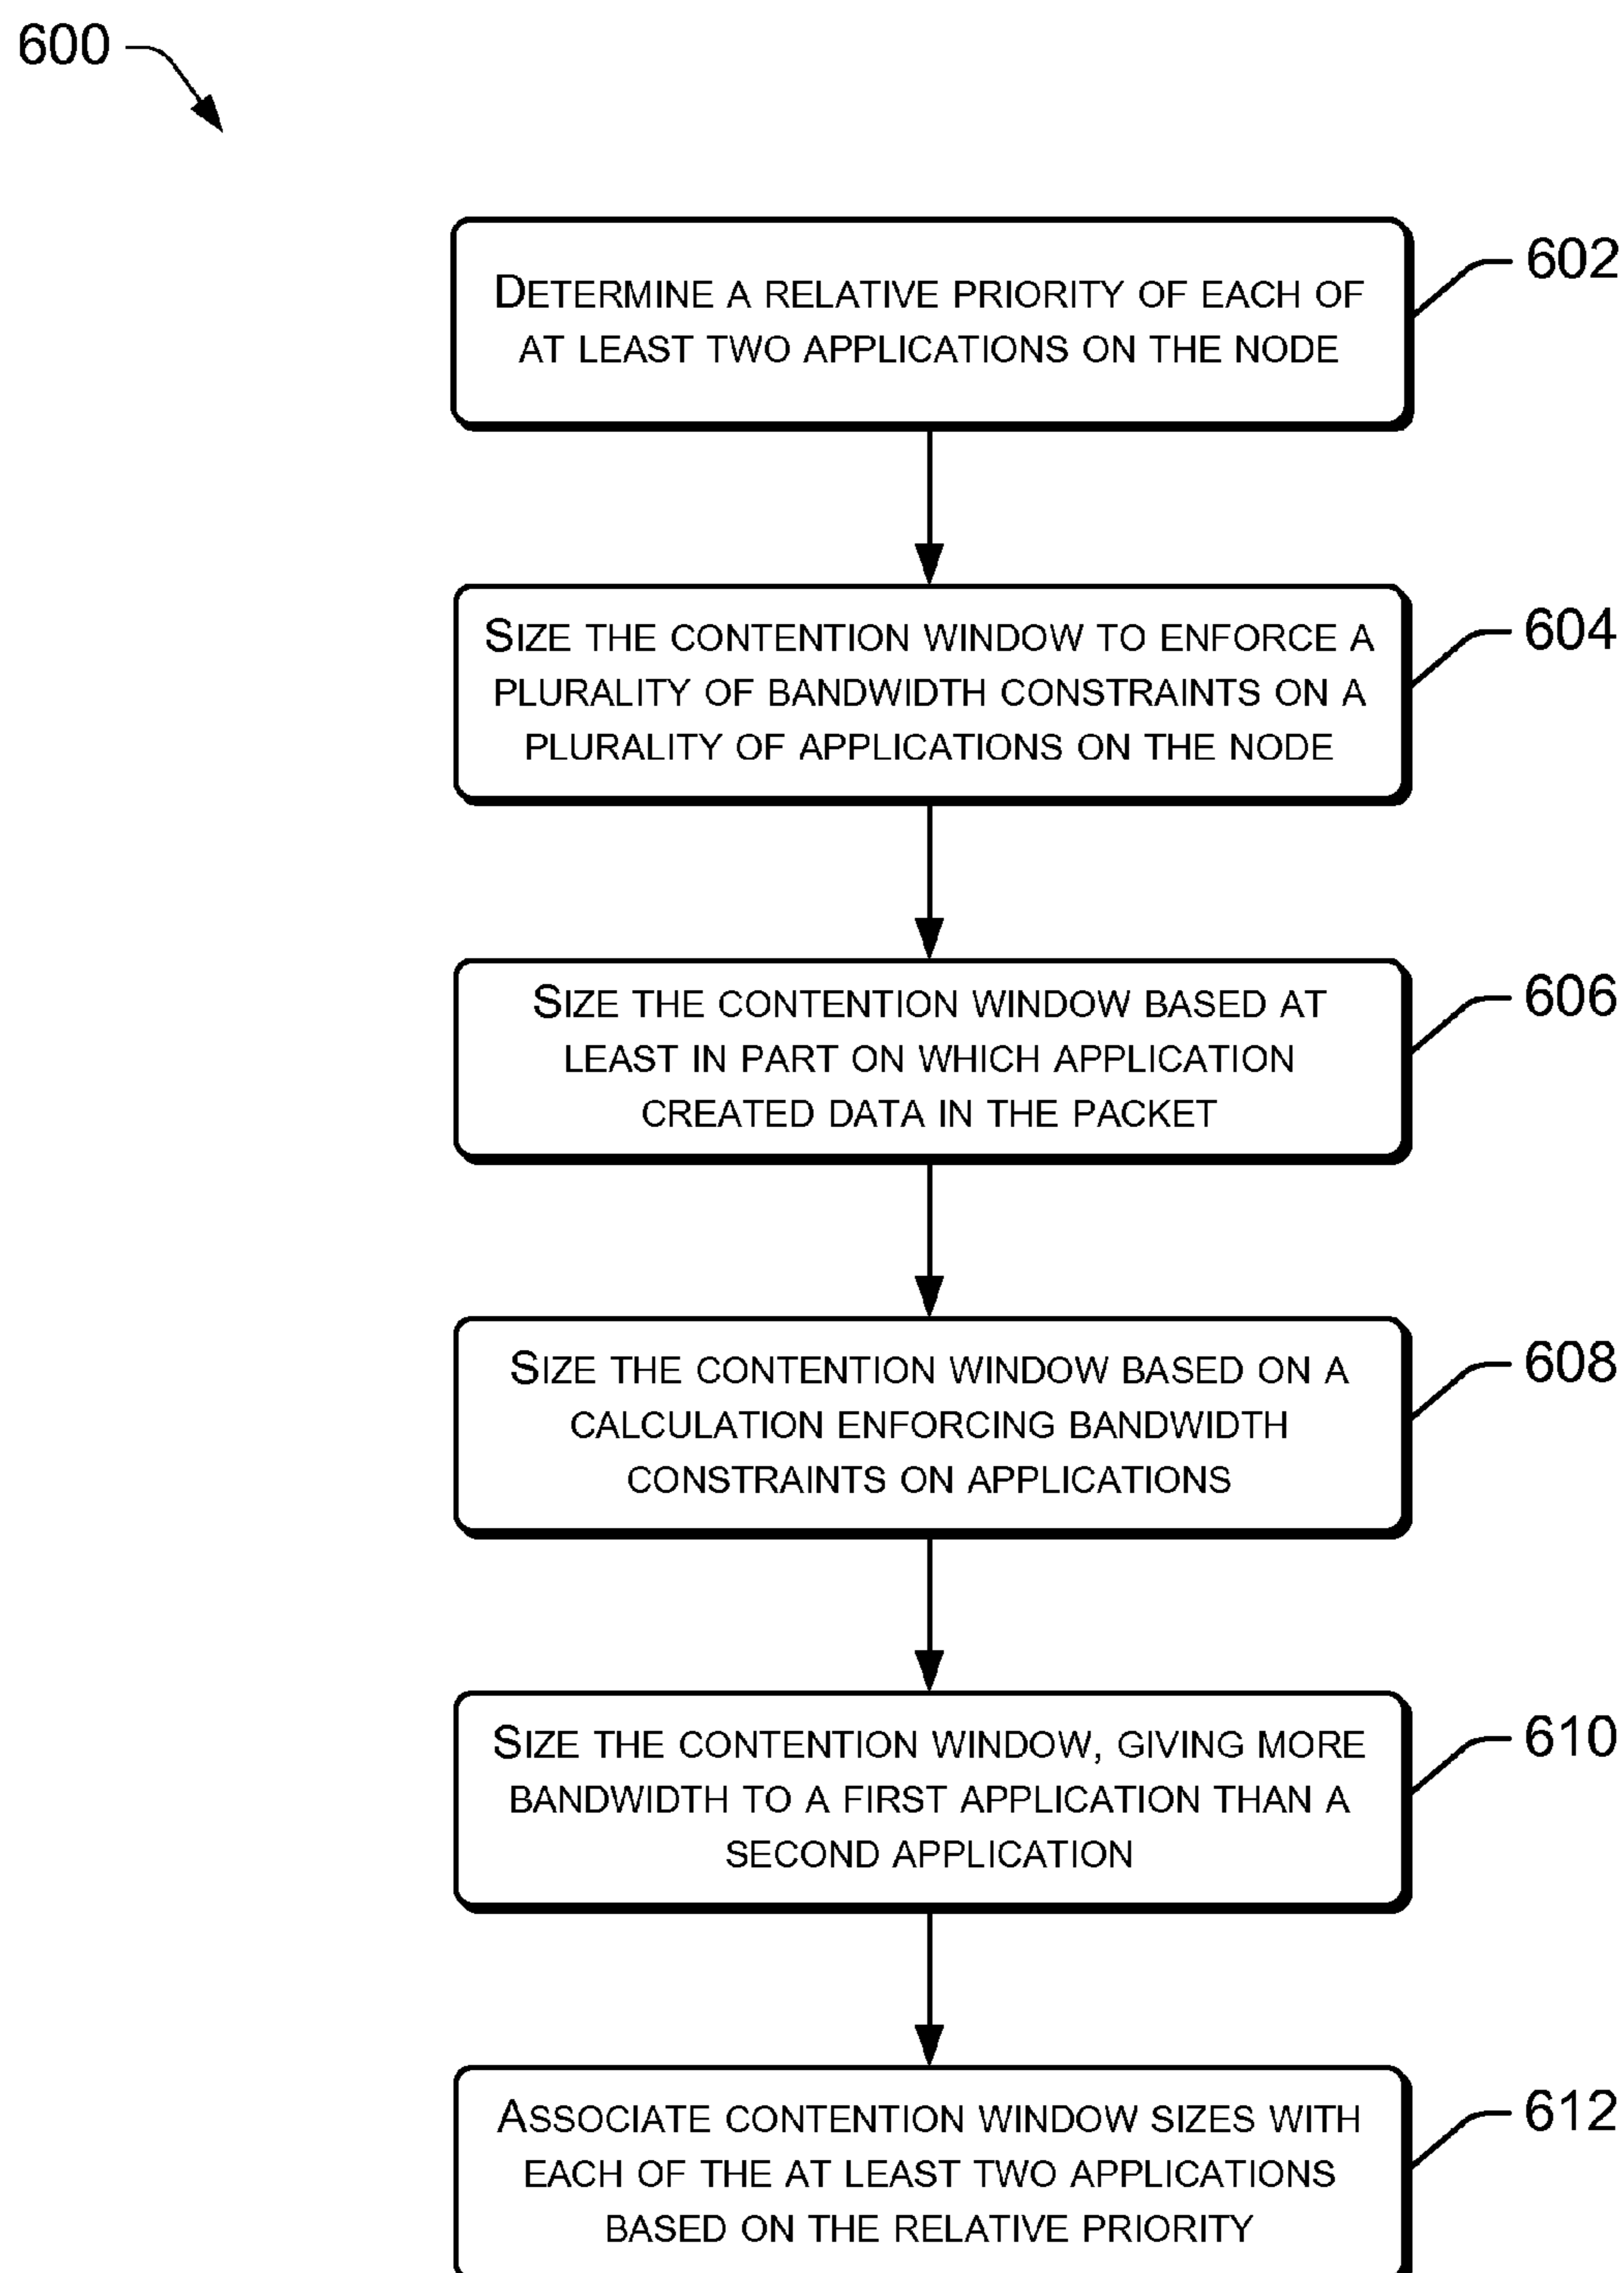 600
DETERMINE A RELATIVE PRIORITY OF EACH OF
AT LEAST TWO APPLICATIONS ON THE NODE
602
SIZE THE CONTENTION WINDOW TO ENFORCE A
PLURALITY OF BANDWIDTH CONSTRAINTS ON A
PLURALITY OF APPLICATIONS ON THE NODE
604
SIZE THE CONTENTION WINDOW BASED AT
LEAST IN PART ON WHICH APPLICATION
CREATED DATA IN THE PACKET
606
SIZE THE CONTENTION WINDOW BASED ON A
CALCULATION ENFORCING BANDWIDTH
CONSTRAINTS ON APPLICATIONS
608
SIZE THE CONTENTION WINDOW, GIVING MORE
BANDWIDTH TO A FIRST APPLICATION THAN A
SECOND APPLICATION
610
ASSOCIATE CONTENTION WINDOW SIZES WITH
EACH OF THE AT LEAST TWO APPLICATIONS
BASED ON THE RELATIVE PRIORITY
612